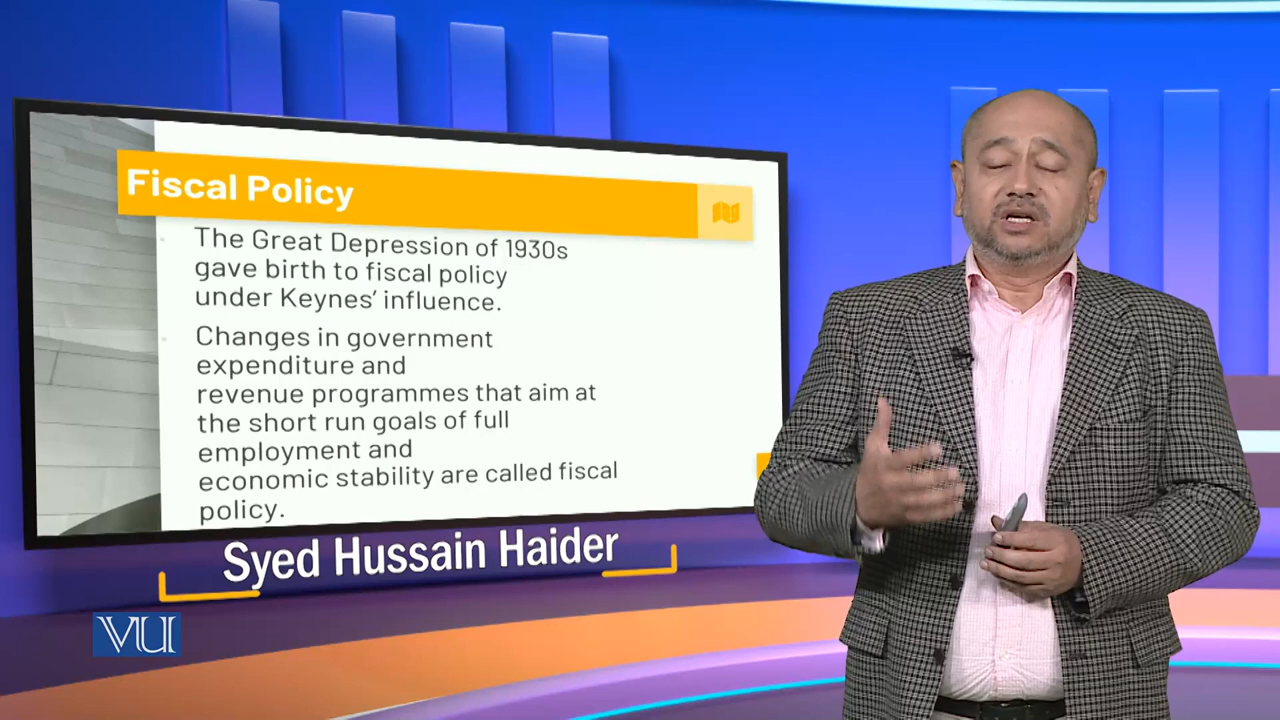 Fiscal Policy
The Great Depression of 1930s
gave birth to fiscal policy
under Keynes’ influence.
Changes in government
expenditure and
revenue programmes that aim at
the short run goals of full
employment and
economic stability are called fiscal
policy.
Syed Hussain Haider
VU